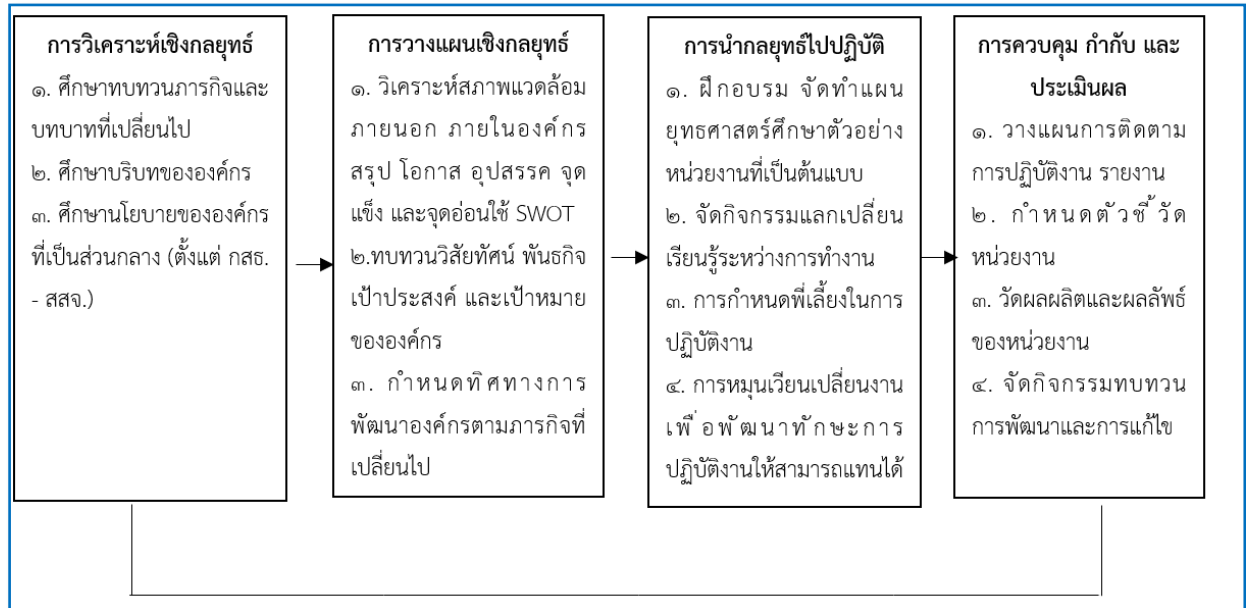 การวิเคราะห์เชิงกลยุทธ์
๑. ศึกษาทบทวนภารกิจและ
บทบาทที่เปลี่ยนไป
๒. ศึกษาบริบทขององค์กร
๓. ศึกษานโยบายขององค์กร
ที่เป็นส่วนกลาง (ตั้งแต่ กสธ.
- สสจ.)
การวางแผนเชิงกลยุทธ์
๑. วิเคราะห์สภาพแวดล้อม
ภายนอก ภายในองค์กร
สรุป โอกาส อุปสรรค จุด
แข็ง และจุดอ่อนใช้ SWOT
๒.ทบทวนวิสัยทัศน์ พันธกิจ
เป้าประสงค์ และเป้าหมาย
ขององค์กร
๓. กำหนดทิศทางการ
พัฒนาองค์กรตามภารกิจที่
เปลี่ยนไป
การนำกลยุทธ์ไปปฏิบัติ
๑. ฝึกอบรม จัดทำแผน
ยุทธศาสตร์ศึกษาตัวอย่าง
หน่วยงานที่เป็นต้นแบบ
๒. จัดกิจกรรมแลกเปลี่ยน
เรียนรู้ระหว่างการทำงาน
๓. การกำหนดพี่เลี้ยงในการ
ปฏิบัติงาน
๔. การหมุนเวียนเปลี่ยนงาน
เพื่อพัฒนาทักษะการ
ปฏิบัติงานให้สามารถแทนได้
การควบคุม กำกับ และ
ประเมินผล
๑. วางแผนการติดตาม
การปฏิบัติงาน รายงาน
๒. กำหนดตัวชี้วัด
หน่วยงาน
๓. วัดผลผลิตและผลลัพธ์
ของหน่วยงาน
๔. จัดกิจกรรมทบทวน
การพัฒนาและการแก้ไข